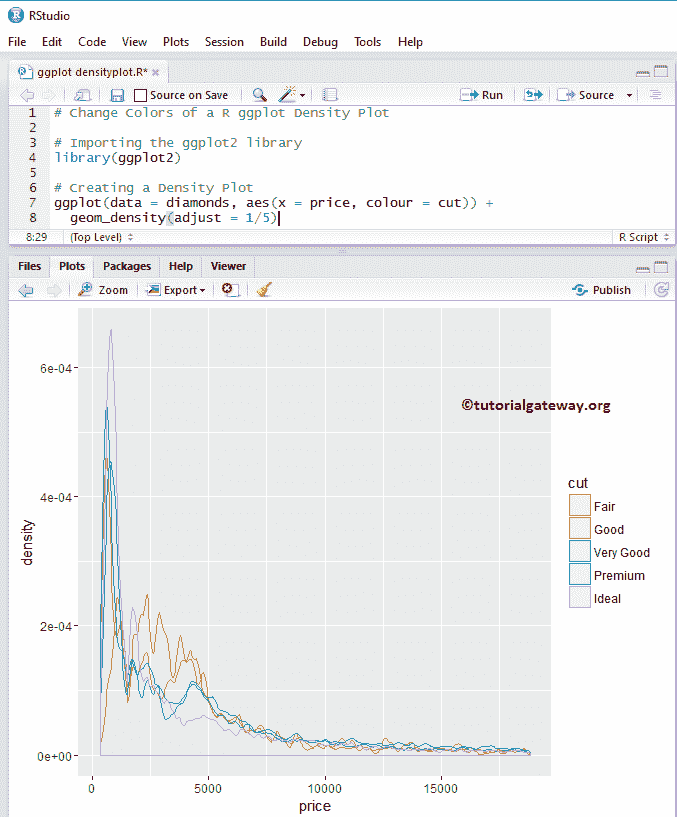 RStudio
File Edit Code View Plots Session Build Debug Tools Help
ggplot densityplot.R*
Source on Save Run Source
1 # Change Colors of a R ggplot Density Plot
2
3 # Importing the ggplot2 library
4 library(ggplot2)
5
6 # Creating a Density Plot
7 ggplot(data = diamonds, aes(x = price, colour = cut)) +
8 geom_density(adjust = 1/5)
8:29 (Top Level) R Script
Files Plots Packages Help Viewer
Zoom Export Publish
6e-04
©tutorialgateway.org
4e-04
2e-04
0e+00
density
cut
Fair
Good
Very Good
Premium
Ideal
0 5000 10000 15000
price